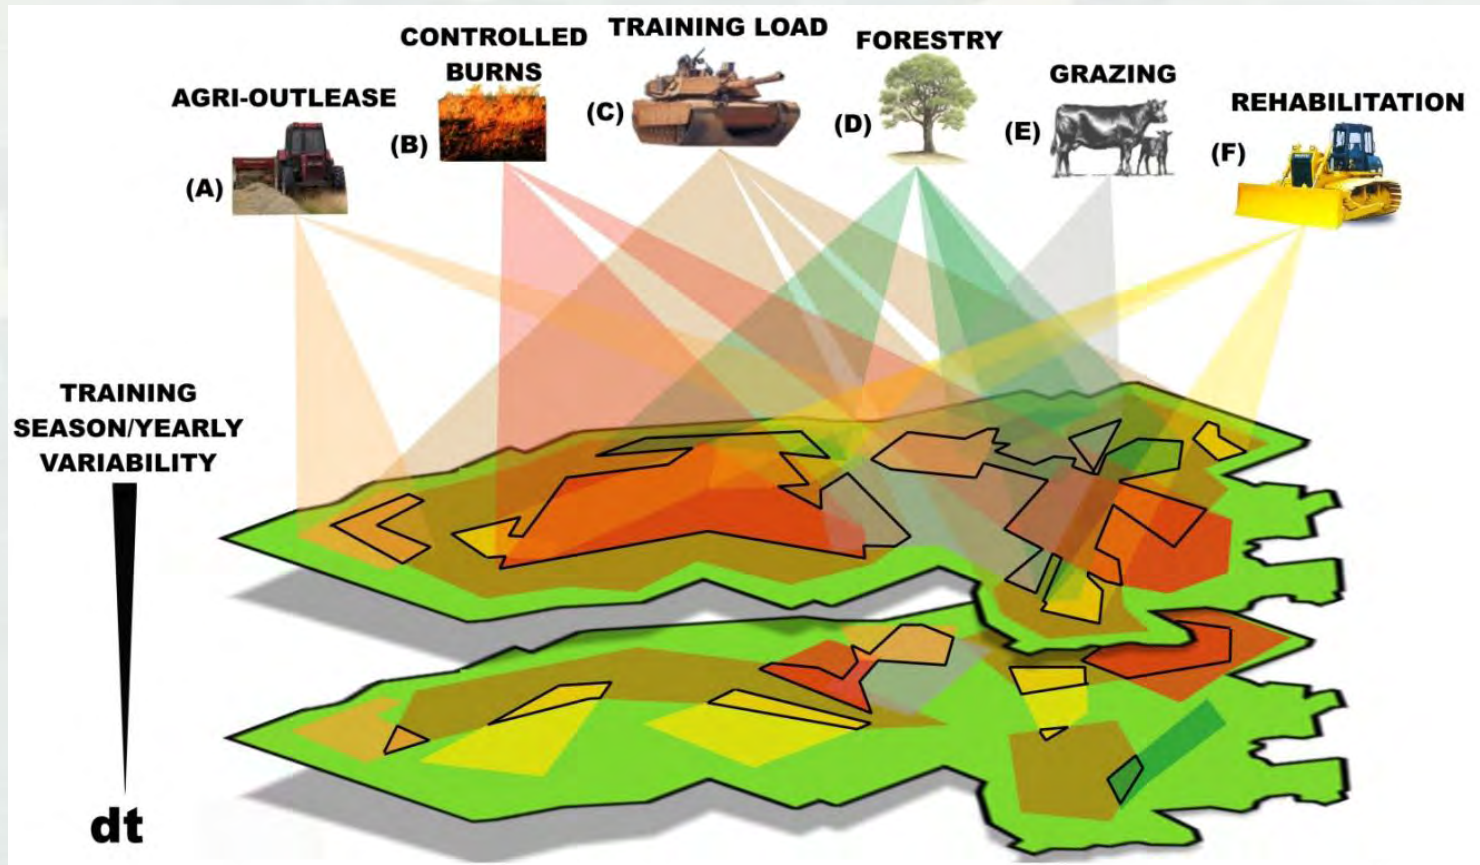 AGRI-OUTLEASE
(A)
CONTROLLED
BURNS
(B)
TRAINING LOAD
(C)
FORESTRY
(D)
GRAZING
(E)
REHABILITATION
(F)
TRAINING
SEASON/YEARLY
VARIABILITY
dt